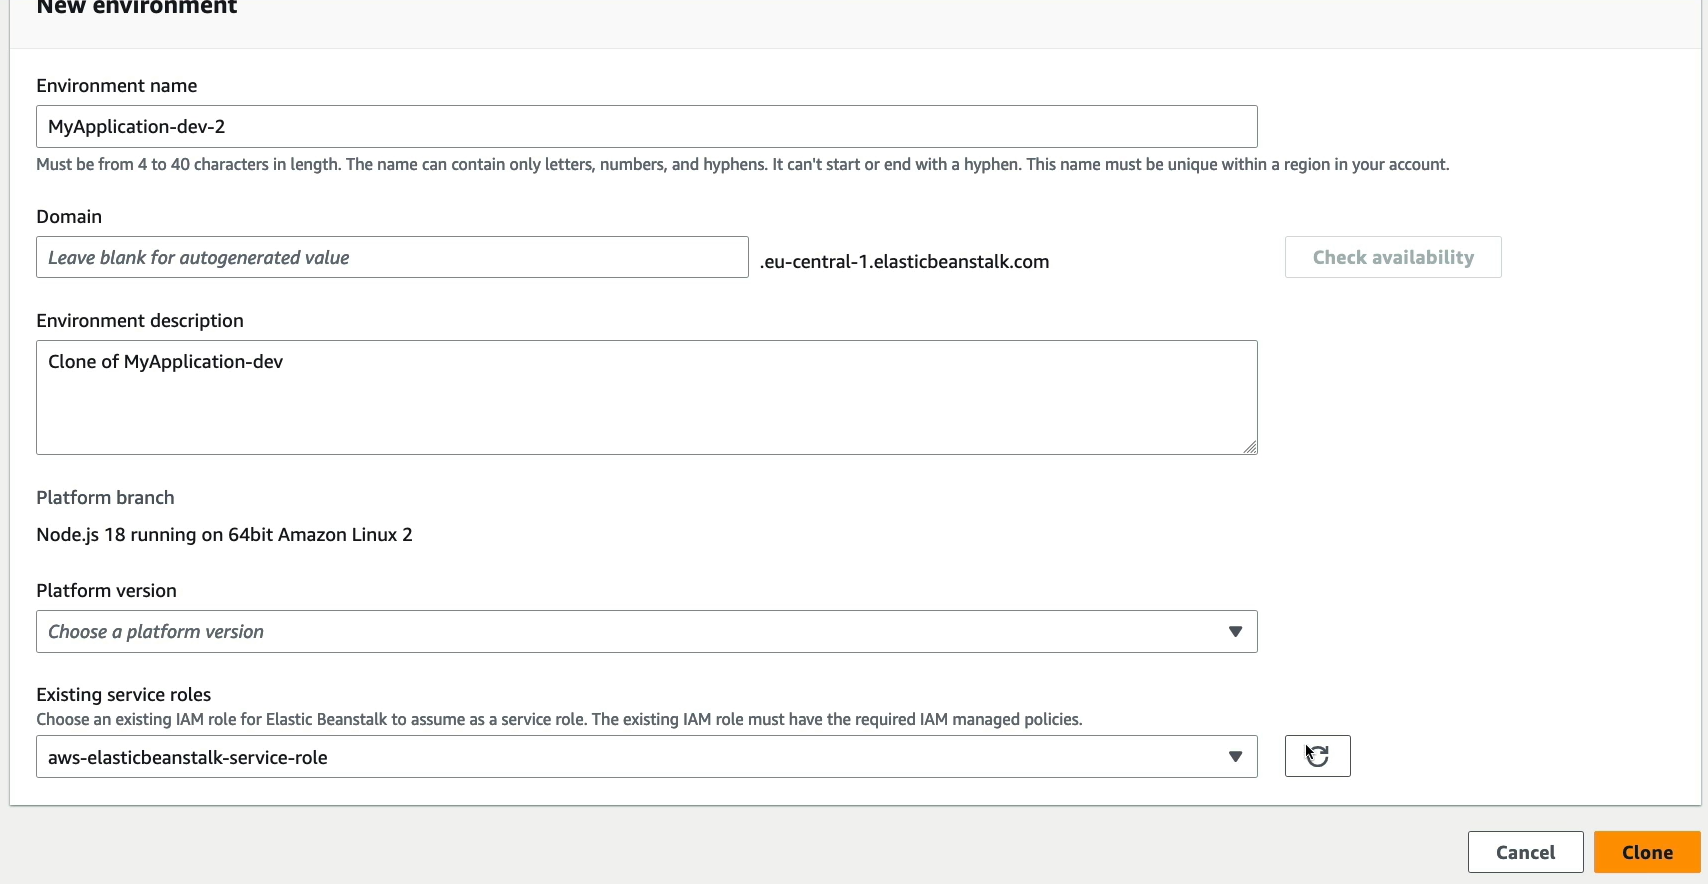 New environment
Environment name
MyApplication-dev-2
Must be from 4 to 40 characters in length. The name can contain only letters, numbers, and hyphens. It can't start or end with a hyphen. This name must be unique within a region in your account.
Domain
Leave blank for autogenerated value
.eu-central-1.elasticbeanstalk.com
Check availability
Environment description
Clone of MyApplication-dev
Platform branch
Node.js 18 running on 64bit Amazon Linux 2
Platform version
Choose a platform version
Existing service roles
Choose an existing IAM role for Elastic Beanstalk to assume as a service role. The existing IAM role must have the required IAM managed policies.
aws-elasticbeanstalk-service-role
Cancel
Clone